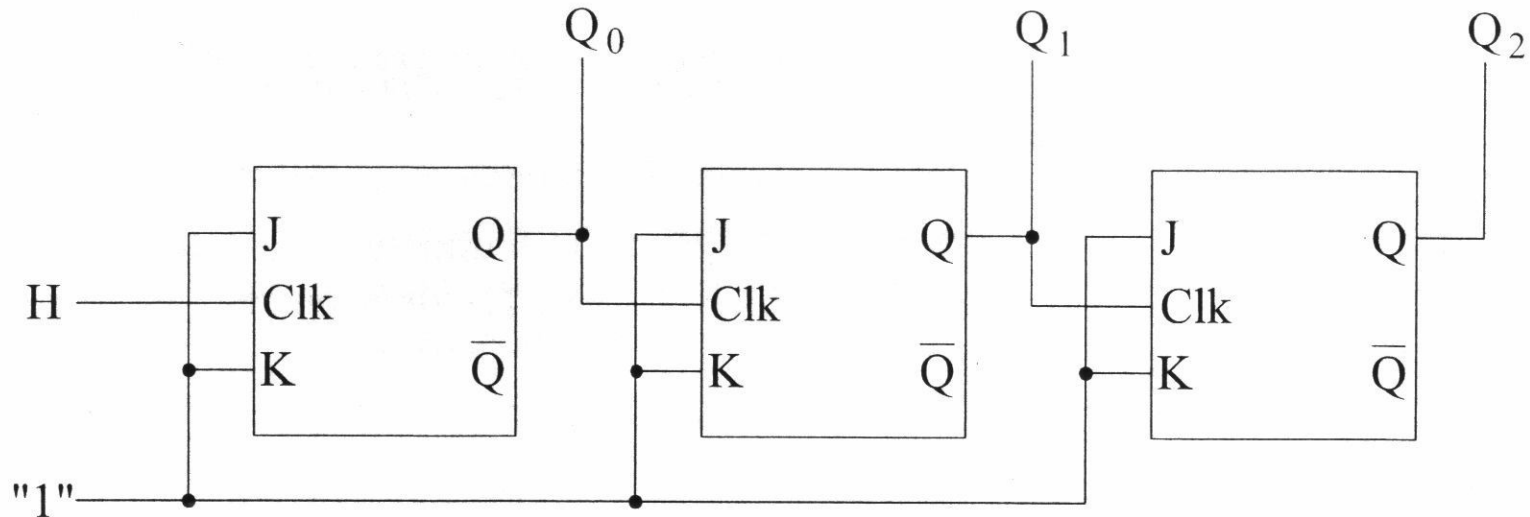 Q0 Q1 Q2
J Q J Q J Q
H Clk Clk Clk
K Q̅ K Q̅ K Q̅
"1"